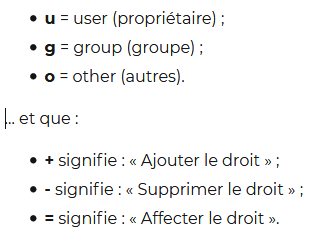 • u = user (propriétaire) ;
• g = group (groupe) ;
• o = other (autres).
... et que :
• + signifie : « Ajouter le droit » ;
• - signifie : « Supprimer le droit » ;
• = signifie : « Affecter le droit ».